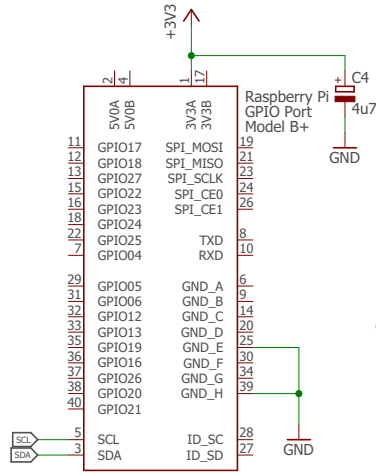 +3V3
2 4 1 17
5V0A 5V0B 3V3A 3V3B
Raspberry Pi
GPIO Port
Model B+
C4
+
4u7
GND
11 GPIO17 SPI_MOSI 19
12 GPIO18 SPI_MISO 21
13 GPIO27 SPI_SCLK 23
15 GPIO22 SPI_CE0 24
16 GPIO23 SPI_CE1 26
18 GPIO24
22 GPIO25 TXD 8
7 GPIO04 RXD 10
29 GPIO05 GND_A 6
31 GPIO06 GND_B 9
32 GPIO12 GND_C 14
33 GPIO13 GND_D 20
35 GPIO19 GND_E 25
36 GPIO16 GND_F 30
37 GPIO26 GND_G 34
38 GPIO20 GND_H 39
40 GPIO21
SCL 5 SCL ID_SC 28
SDA 3 SDA ID_SD 27
GND